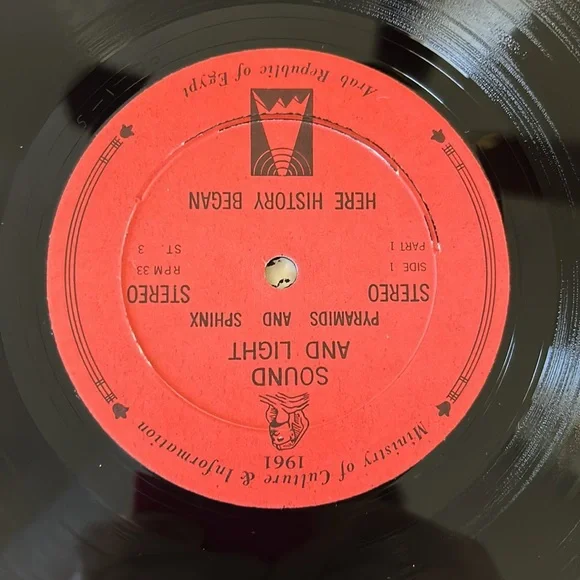 Ministry of Culture & Information
1961
SOUND
AND LIGHT
PYRAMIDS AND SPHINX
STEREO STEREO
SIDE 1 RPM 33
PART 1 ST. 3
HERE HISTORY BEGAN
Arab Republic of Egypt